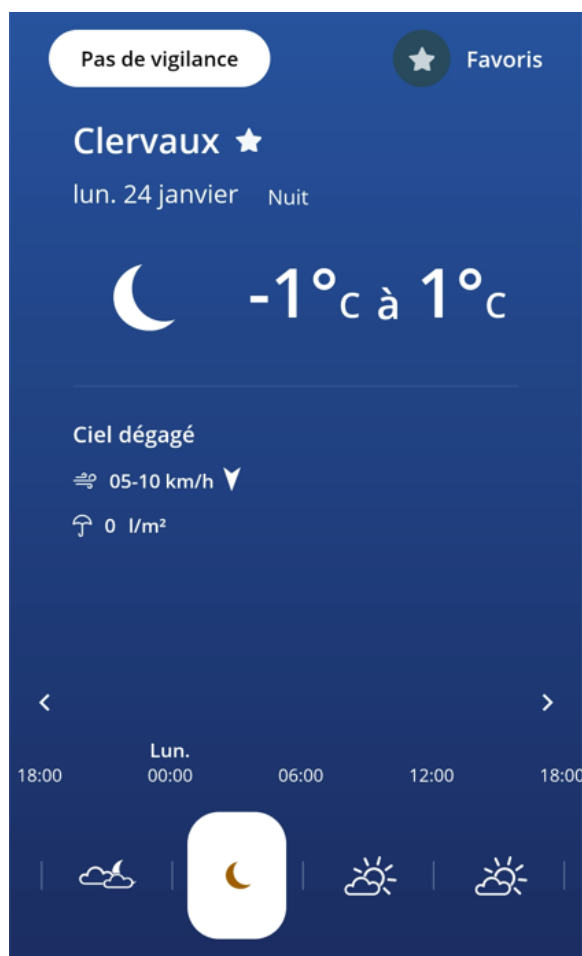 Pas de vigilance
Favoris
Clervaux
lun. 24 janvier Nuit
-1°C à 1°C
Ciel dégagé
05-10 km/h
0 l/m²
Lun.
18:00 00:00 06:00 12:00 18:00